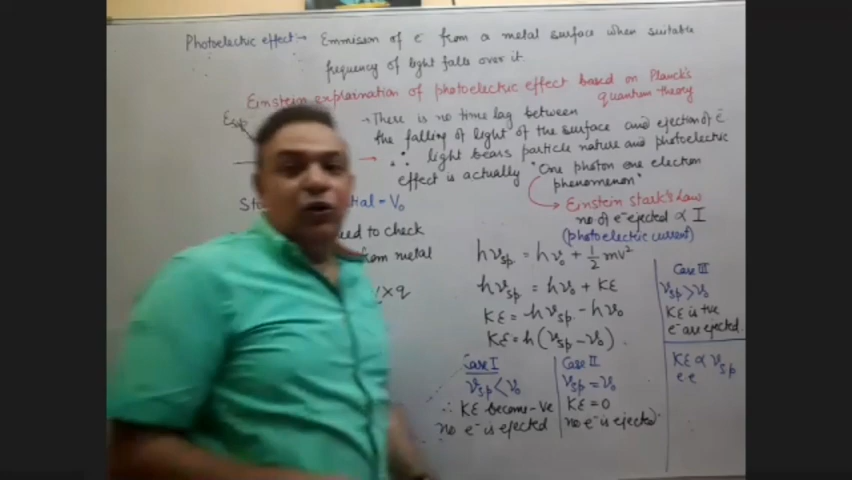 Photoelectric effect → Emmision of e⁻ from a metal surface when suitable
frequency of light falls over it
Einstein explaination of photoelectric effect based on Planck's
quantum theory
→ There is no time lag between
the falling of light of the surface and ejection of e⁻
∴ light bears particle nature and photoelectric
effect is actually "One photon one electron
phenomenon"
Einstein Stark's Law
no of e⁻ ejected ∝ I
(photoelectric current)
= V₀
to check
from metal
× q
hν_sp = hν₀ + 1/2 mv²
hν_sp = hν₀ + KE
KE = hν_sp - hν₀
KE = h(ν_sp - ν₀)
Case I
ν_sp < ν₀
∴ KE become -ve
no e⁻ is ejected
Case II
ν_sp = ν₀
KE = 0
no e⁻ is ejected
Case III
ν_sp > ν₀
KE is +ve
e⁻ are ejected
KE ∝ ν_sp